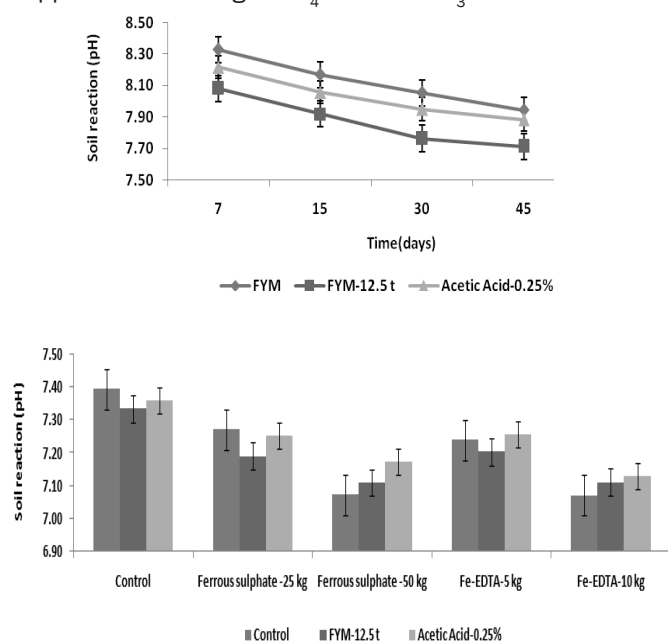 4 3
8.50
8.30
8.10
7.90
7.70
7.50
Soil reaction (pH)
7 15 30 45
Time(days)
FYM FYM-12.5 t Acetic Acid-0.25%
7.50
7.40
7.30
7.20
7.10
7.00
6.90
Soil reaction (pH)
Control Ferrous sulphate -25 kg Ferrous sulphate -50 kg Fe-EDTA-5 kg Fe-EDTA-10 kg
Control FYM-12.5 t Acetic Acid-0.25%